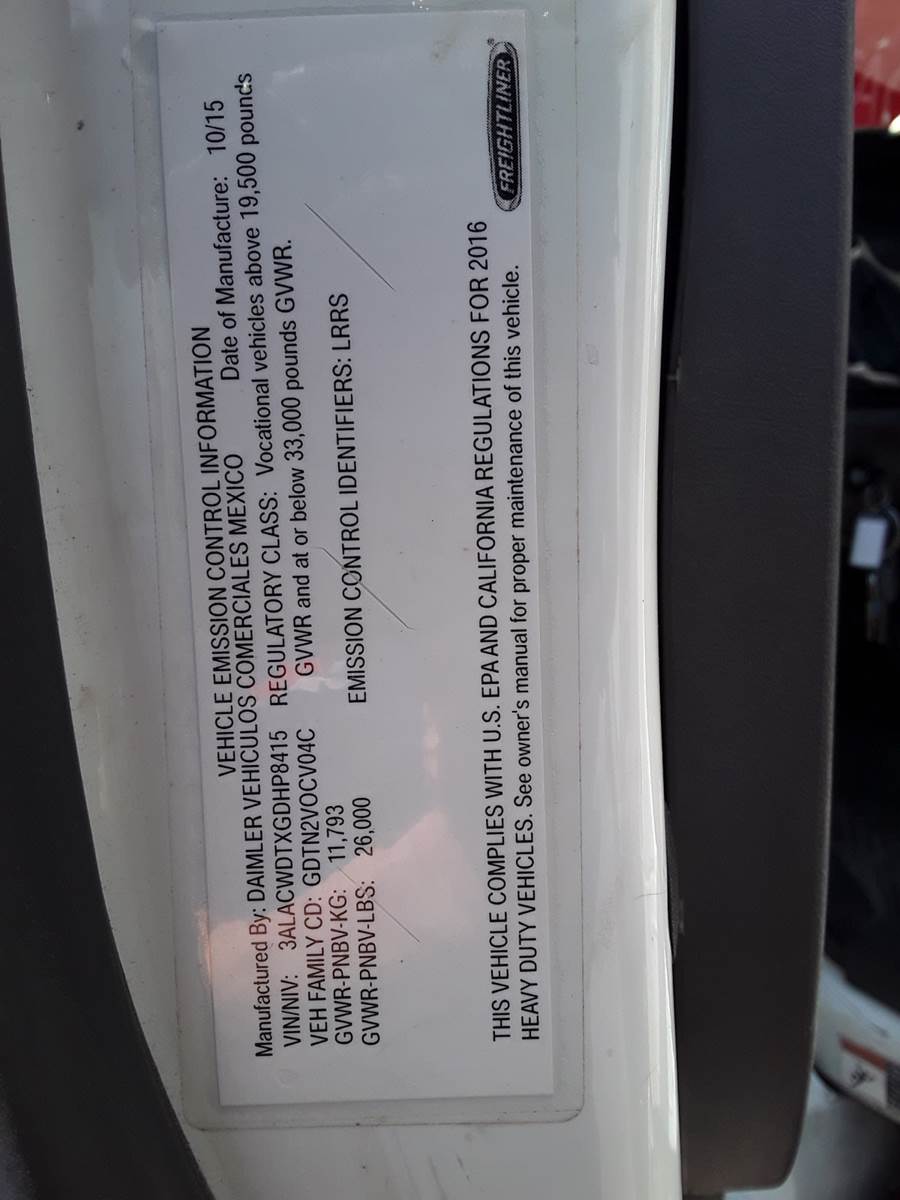 VEHICLE EMISSION CONTROL INFORMATION
Manufactured By: DAIMLER VEHICULOS COMERCIALES MEXICO Date of Manufacture: 10/15
VIN/NIV: 3ALACWDTXGDHP8415 REGULATORY CLASS: Vocational vehicles above 19,500 pounds
VEH FAMILY CD: GDTN2VOCV04C GVWR and at or below 33,000 pounds GVWR.
GVWR-PNBV-KG: 11,793
GVWR-PNBV-LBS: 26,000 EMISSION CONTROL IDENTIFIERS: LRRS
THIS VEHICLE COMPLIES WITH U.S. EPA AND CALIFORNIA REGULATIONS FOR 2016
HEAVY DUTY VEHICLES. See owner's manual for proper maintenance of this vehicle.
FREIGHTLINER®